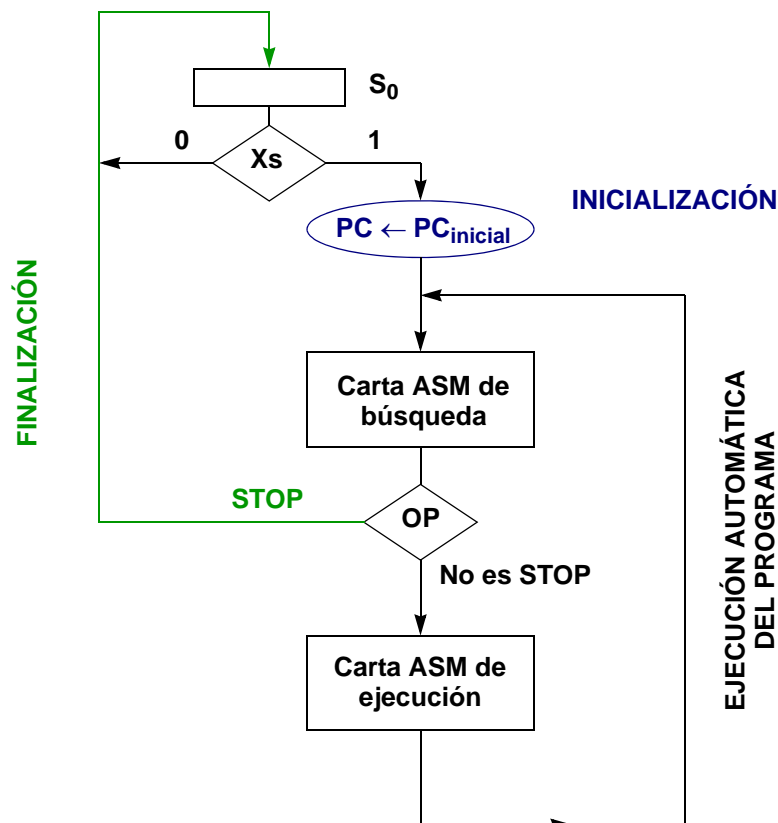 S0
0
Xs
1
INICIALIZACIÓN
PC ← PCinicial
FINALIZACIÓN
Carta ASM de
búsqueda
STOP
OP
No es STOP
EJECUCIÓN AUTOMÁTICA
DEL PROGRAMA
Carta ASM de
ejecución